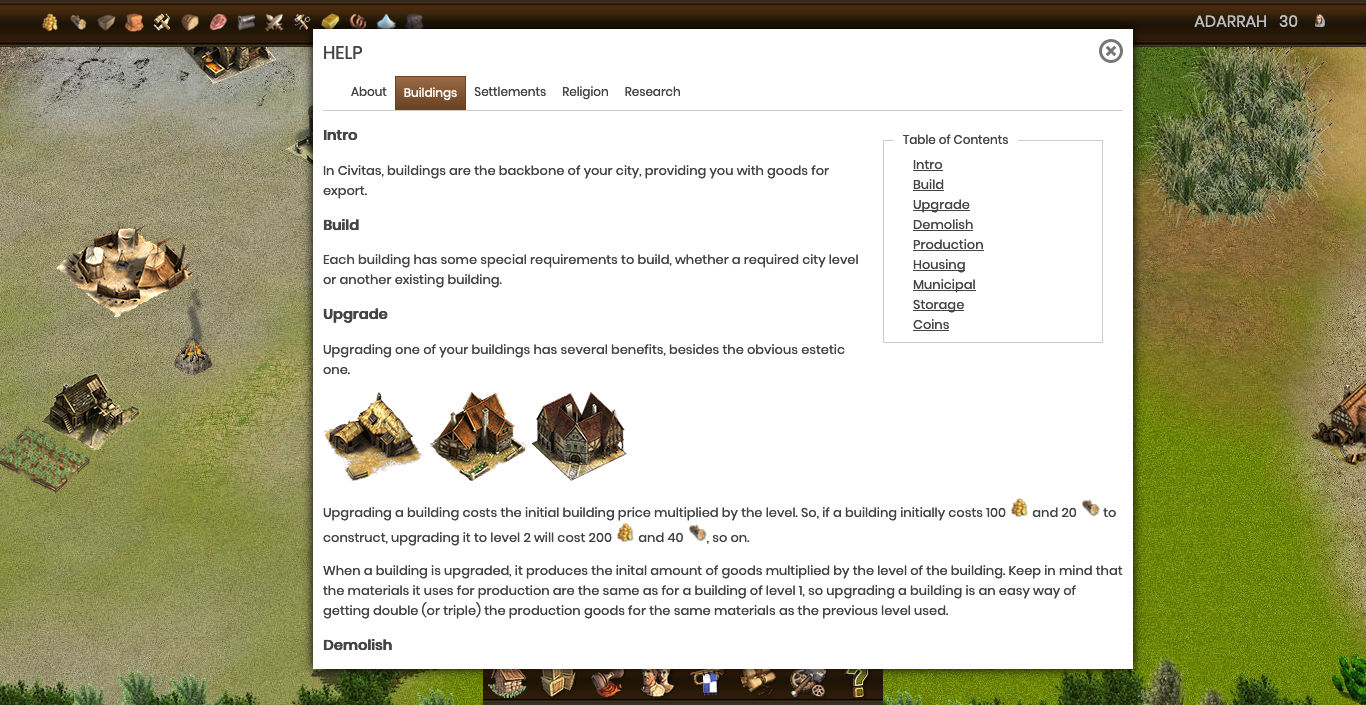 ADARRAH 30
HELP
About Buildings Settlements Religion Research
Intro
In Civitas, buildings are the backbone of your city, providing you with goods for
export.
Build
Each building has some special requirements to build, whether a required city level
or another existing building.
Upgrade
Upgrading one of your buildings has several benefits, besides the obvious estetic
one.
Table of Contents
Intro
Build
Upgrade
Demolish
Production
Housing
Municipal
Storage
Coins
Upgrading a building costs the initial building price multiplied by the level. So, if a building initially costs 100 and 20 to
construct, upgrading it to level 2 will cost 200 and 40 , so on.
When a building is upgraded, it produces the inital amount of goods multiplied by the level of the building. Keep in mind that
the materials it uses for production are the same as for a building of level 1, so upgrading a building is an easy way of
getting double (or triple) the production goods for the same materials as the previous level used.
Demolish